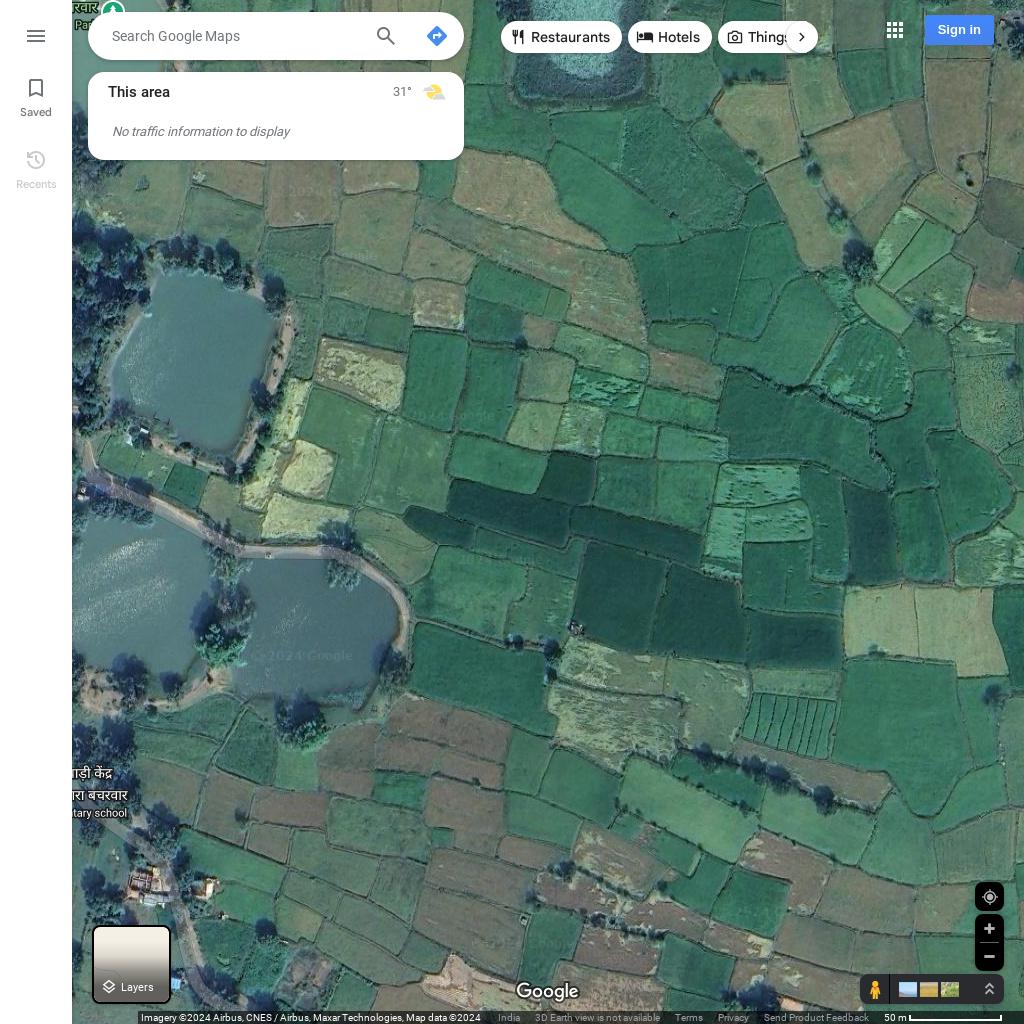 Search Google Maps
Restaurants
Hotels
Things
Sign in
This area
31°
No traffic information to display
Saved
Recents
©2024 Google
केंद्र
बचरवार
tary school
Layers
Google
Imagery ©2024 Airbus, CNES / Airbus, Maxar Technologies, Map data ©2024
India
3D Earth view is not available
Terms
Privacy
Send Product Feedback
50 m